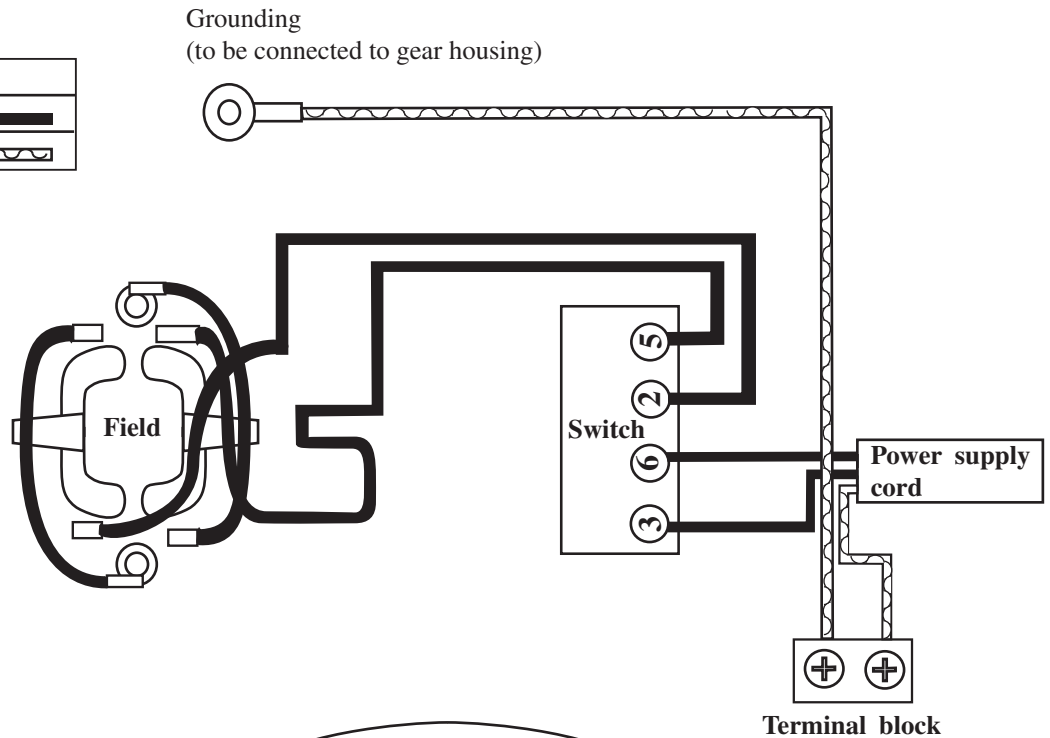 Grounding
(to be connected to gear housing)
5
2
Field
Switch
6
Power supply
cord
3
Terminal block